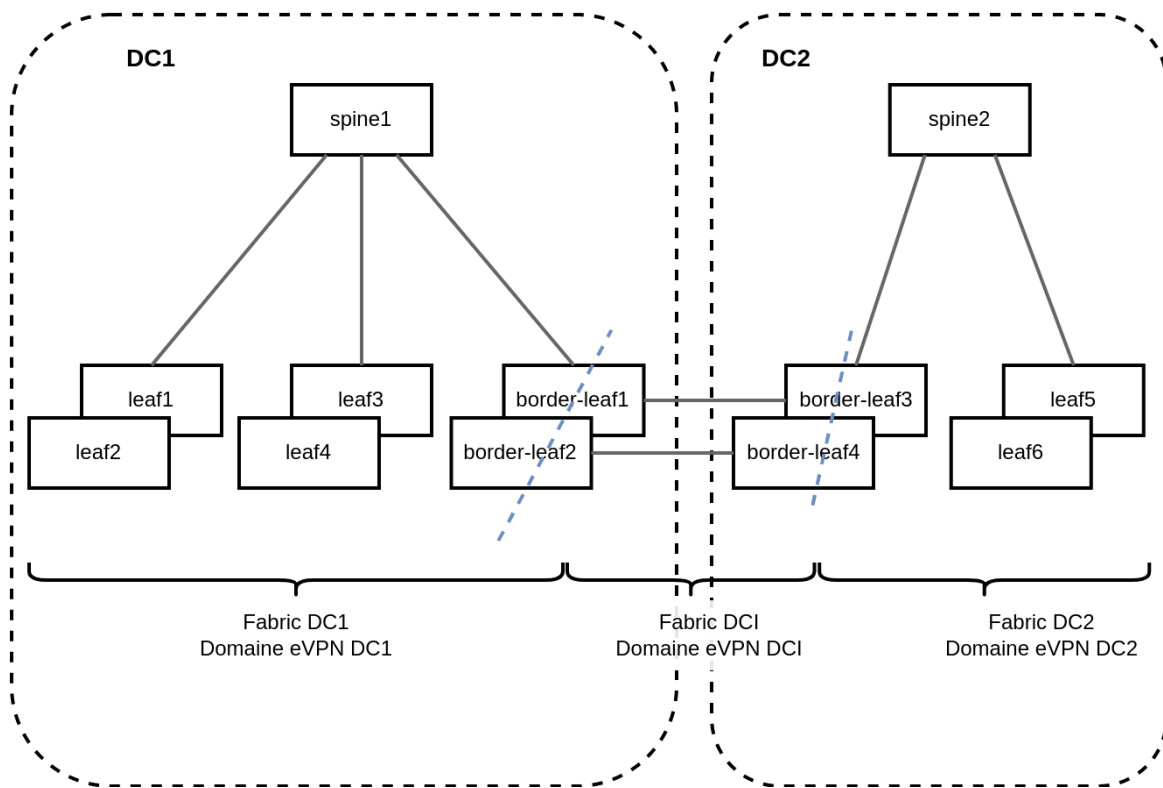 DC1
DC2
spine1
spine2
leaf1
leaf3
border-leaf1
border-leaf3
leaf5
leaf2
leaf4
border-leaf2
border-leaf4
leaf6
Fabric DC1
Domaine eVPN DC1
Fabric DCI
Domaine eVPN DCI
Fabric DC2
Domaine eVPN DC2